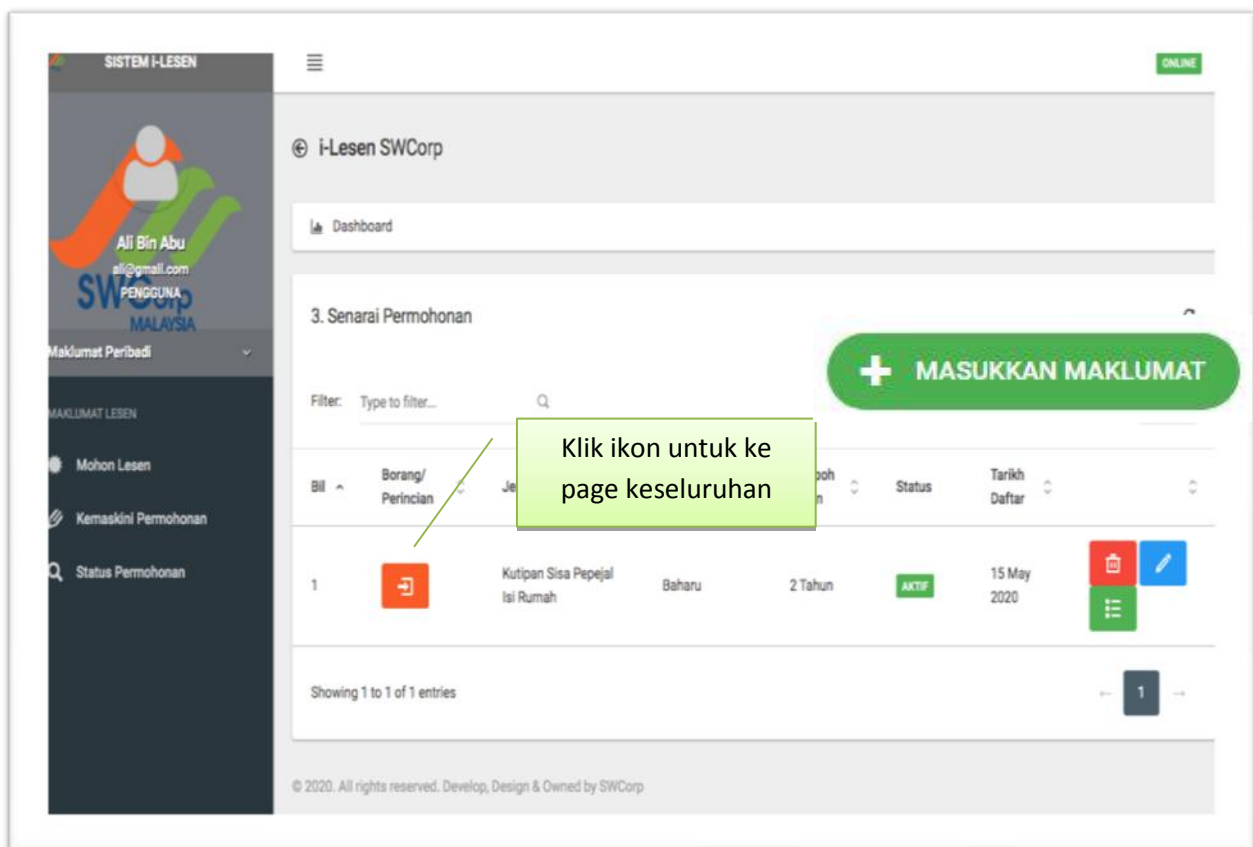 SISTEM i-LESEN
ONLINE
i-Lesen SWCorp
Ali Bin Abu
ali@gmail.com
PENGGUNA
SWCorp
MALAYSIA
Maklumat Peribadi
MAKLUMAT LESEN
Mohon Lesen
Kemaskini Permohonan
Status Permohonan
Dashboard
3. Senarai Permohonan
MASUKKAN MAKLUMAT
Filter: Type to filter...
Klik ikon untuk ke
page keseluruhan
Bil Borang/ Status Tarikh
Perincian Daftar
1 Kutipan Sisa Pepejal Baharu 2 Tahun AKTIF 15 May
Isi Rumah 2020
Showing 1 to 1 of 1 entries
← 1 →
© 2020. All rights reserved. Develop, Design & Owned by SWCorp